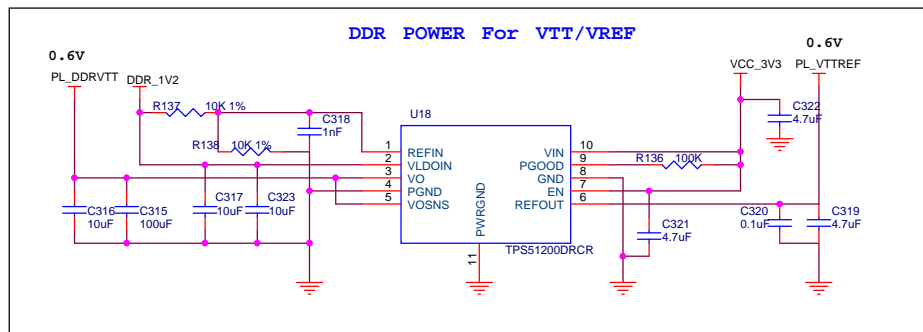 DDR POWER For VTT/VREF
0.6V
0.6V
PL_DDRVTT
DDR_1V2
VCC_3V3
PL_VTTREF
R137
10K 1%
C318
1nF
U18
C322
4.7uF
R138
10K 1%
1
REFIN
2
VLDOIN
3
VO
4
PGND
5
VOSNS
VIN
10
PGOOD
9
GND
8
EN
7
REFOUT
6
R136
100K
PWRGND
11
TPS51200DRCR
C316
10uF
C315
100uF
C317
10uF
C323
10uF
C321
4.7uF
C320
0.1uF
C319
4.7uF